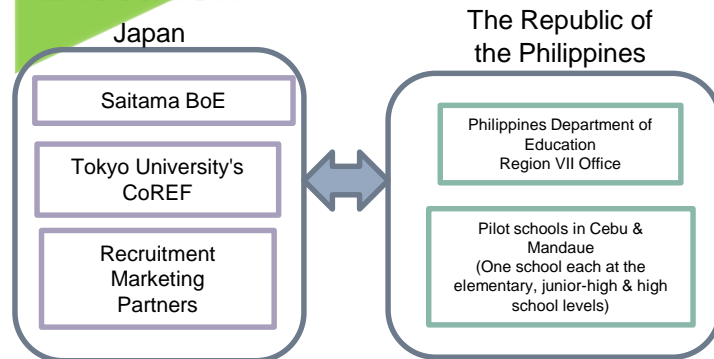 Japan
Saitama BoE
Tokyo University's
CoREF
Recruitment
Marketing
Partners
The Republic of
the Philippines
Philippines Department of
Education
Region VII Office
Pilot schools in Cebu &
Mandaue
(One school each at the
elementary, junior-high & high
school levels)